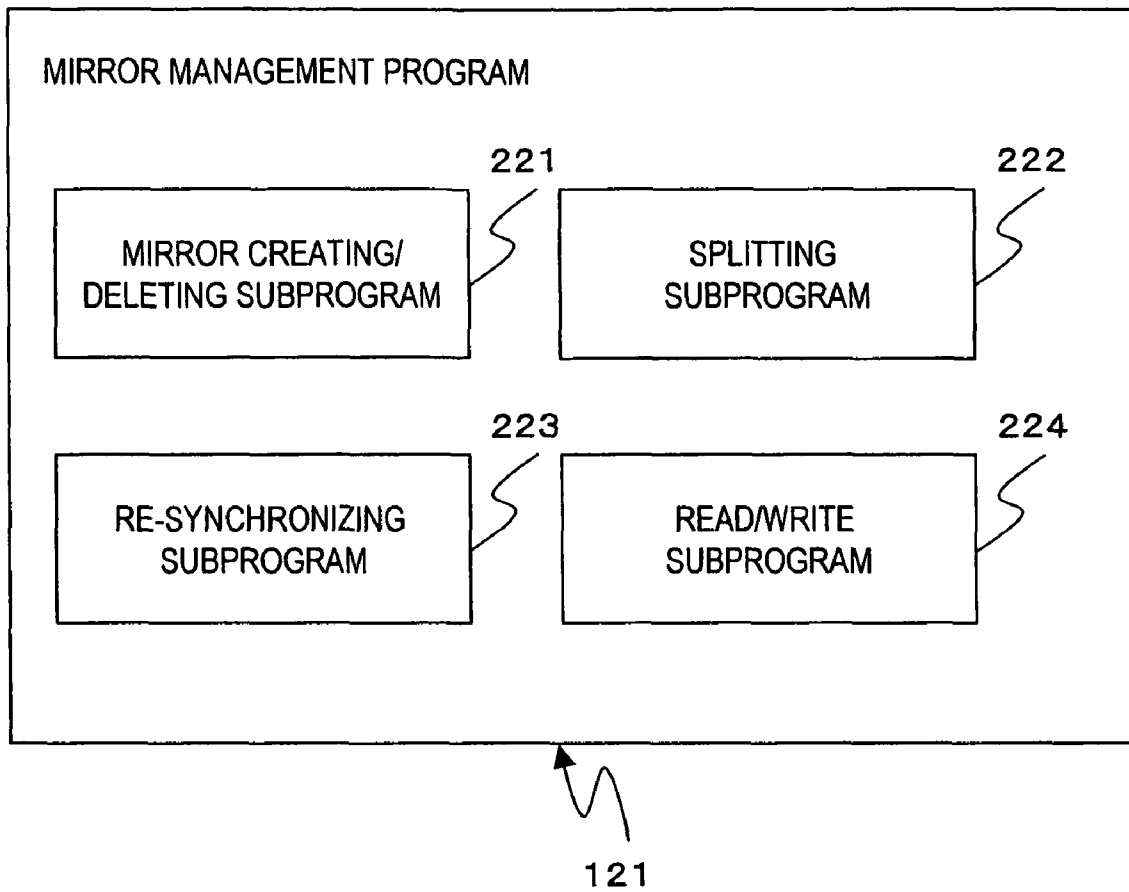 MIRROR MANAGEMENT PROGRAM
221
222
MIRROR CREATING/
DELETING SUBPROGRAM
SPLITTING
SUBPROGRAM
223
224
RE-SYNCHRONIZING
SUBPROGRAM
READ/WRITE
SUBPROGRAM
121